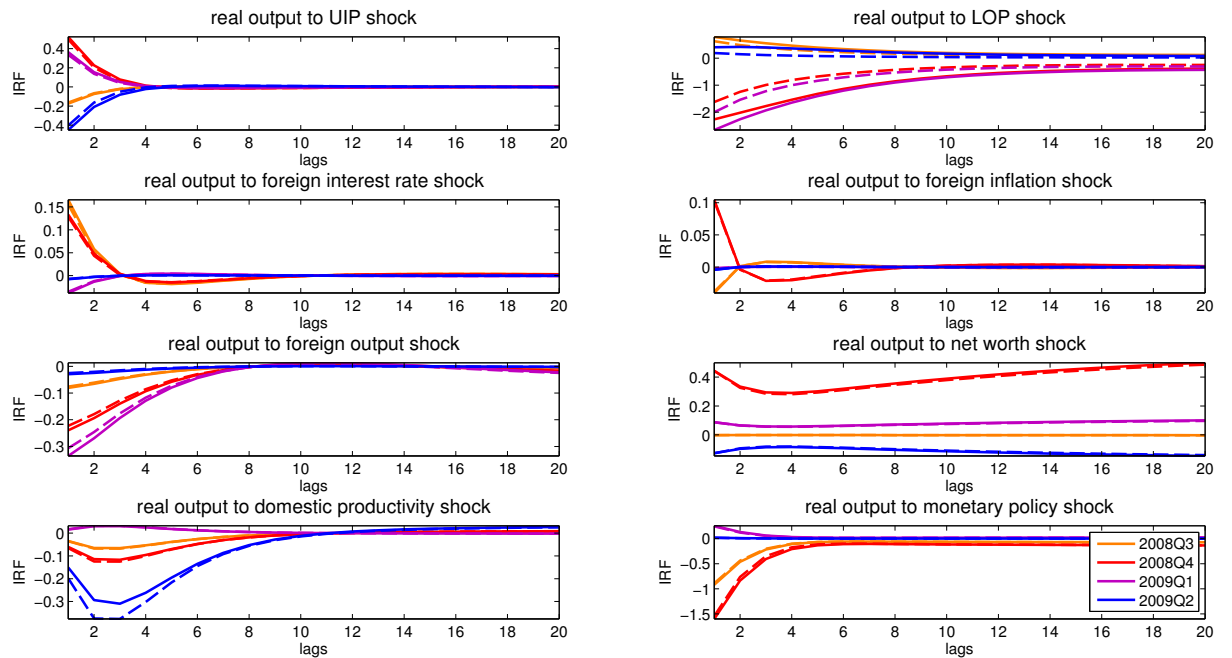 real output to UIP shock
IRF
0.4
0.2
0
−0.2
−0.4
2 4 6 8 10 12 14 16 18 20
lags
real output to LOP shock
IRF
0
−1
−2
2 4 6 8 10 12 14 16 18 20
lags
real output to foreign interest rate shock
IRF
0.15
0.1
0.05
0
2 4 6 8 10 12 14 16 18 20
lags
real output to foreign inflation shock
IRF
0.1
0.05
0
2 4 6 8 10 12 14 16 18 20
lags
real output to foreign output shock
IRF
0
−0.1
−0.2
−0.3
2 4 6 8 10 12 14 16 18 20
lags
real output to net worth shock
IRF
0.4
0.2
0
2 4 6 8 10 12 14 16 18 20
lags
real output to domestic productivity shock
IRF
0
−0.1
−0.2
−0.3
2 4 6 8 10 12 14 16 18 20
lags
real output to monetary policy shock
IRF
0
−0.5
−1
−1.5
2 4 6 8 10 12 14 16 18 20
lags
2008Q3
2008Q4
2009Q1
2009Q2